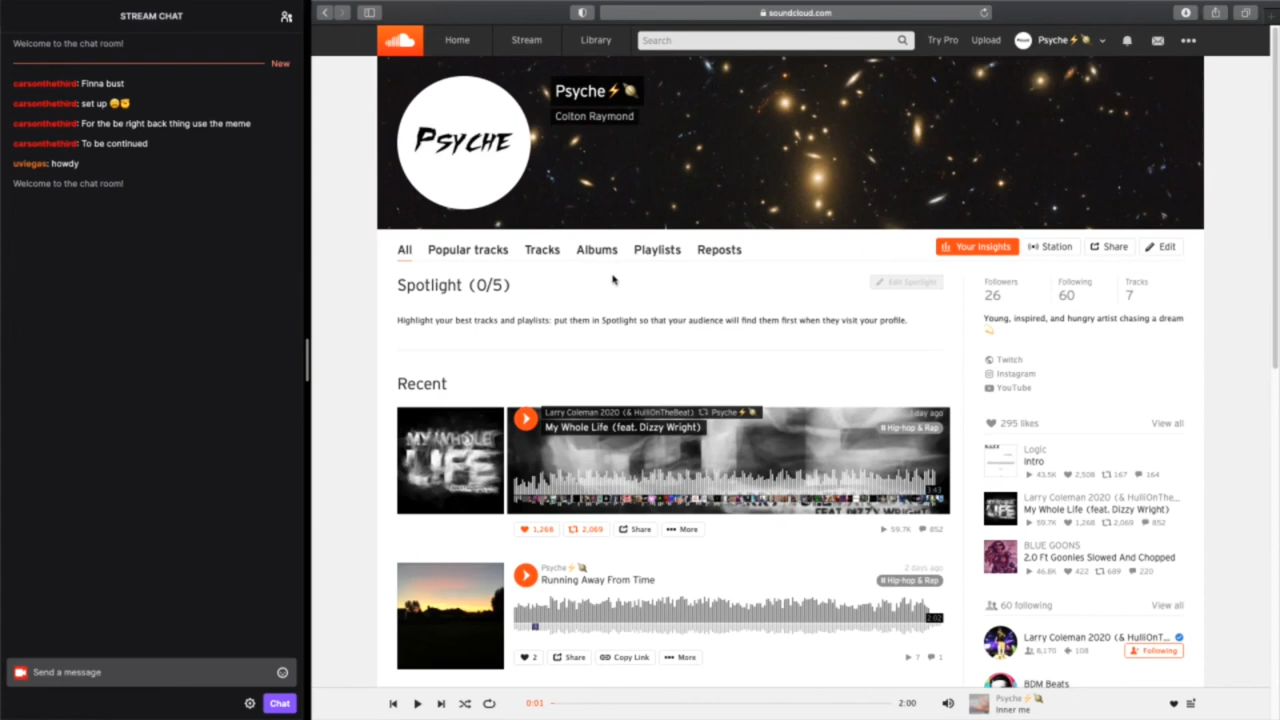 STREAM CHAT
Welcome to the chat room!
New
carsonthethird: Finna bust
carsonthethird: set up 😩✊
carsonthethird: For the be right back thing use the meme
carsonthethird: To be continued
uviegas: howdy
Welcome to the chat room!
Send a message
Chat
soundcloud.com
Home
Stream
Library
Search
Try Pro
Upload
Psyche⚡🪐
Psyche⚡🪐
Colton Raymond
PSYCHE
All
Popular tracks
Tracks
Albums
Playlists
Reposts
Your Insights
Station
Share
Edit
Spotlight (0/5)
Edit Spotlight
Highlight your best tracks and playlists: put them in Spotlight so that your audience will find them first when they visit your profile.
Recent
MY WHOLE
LIFE
Larry Coleman 2020 (& HulliOnTheBeat) Psyche⚡🪐
My Whole Life (feat. Dizzy Wright)
1 day ago
# Hip-hop & Rap
3:43
FEAT DIZZY WRIGHT
1,268
2,069
Share
More
59.7K
852
Psyche⚡🪐
Running Away From Time
2 days ago
# Hip-hop & Rap
2:02
2
Share
Copy Link
More
7
1
Followers
26
Following
60
Tracks
7
Young, inspired, and hungry artist chasing a dream
💫
Twitch
Instagram
YouTube
295 likes
View all
Logic
Intro
43.5K 2,508 167 164
Larry Coleman 2020 (& HulliOnThe...
My Whole Life (feat. Dizzy Wright)
59.7K 1,268 2,069 852
BLUE GOONS
2.0 Ft Goonies Slowed And Chopped
46.8K 422 689 220
60 following
View all
Larry Coleman 2020 (& HulliOnT...
8,170 108
Following
BDM Beats
0:01
2:00
Psyche⚡🪐
Inner me